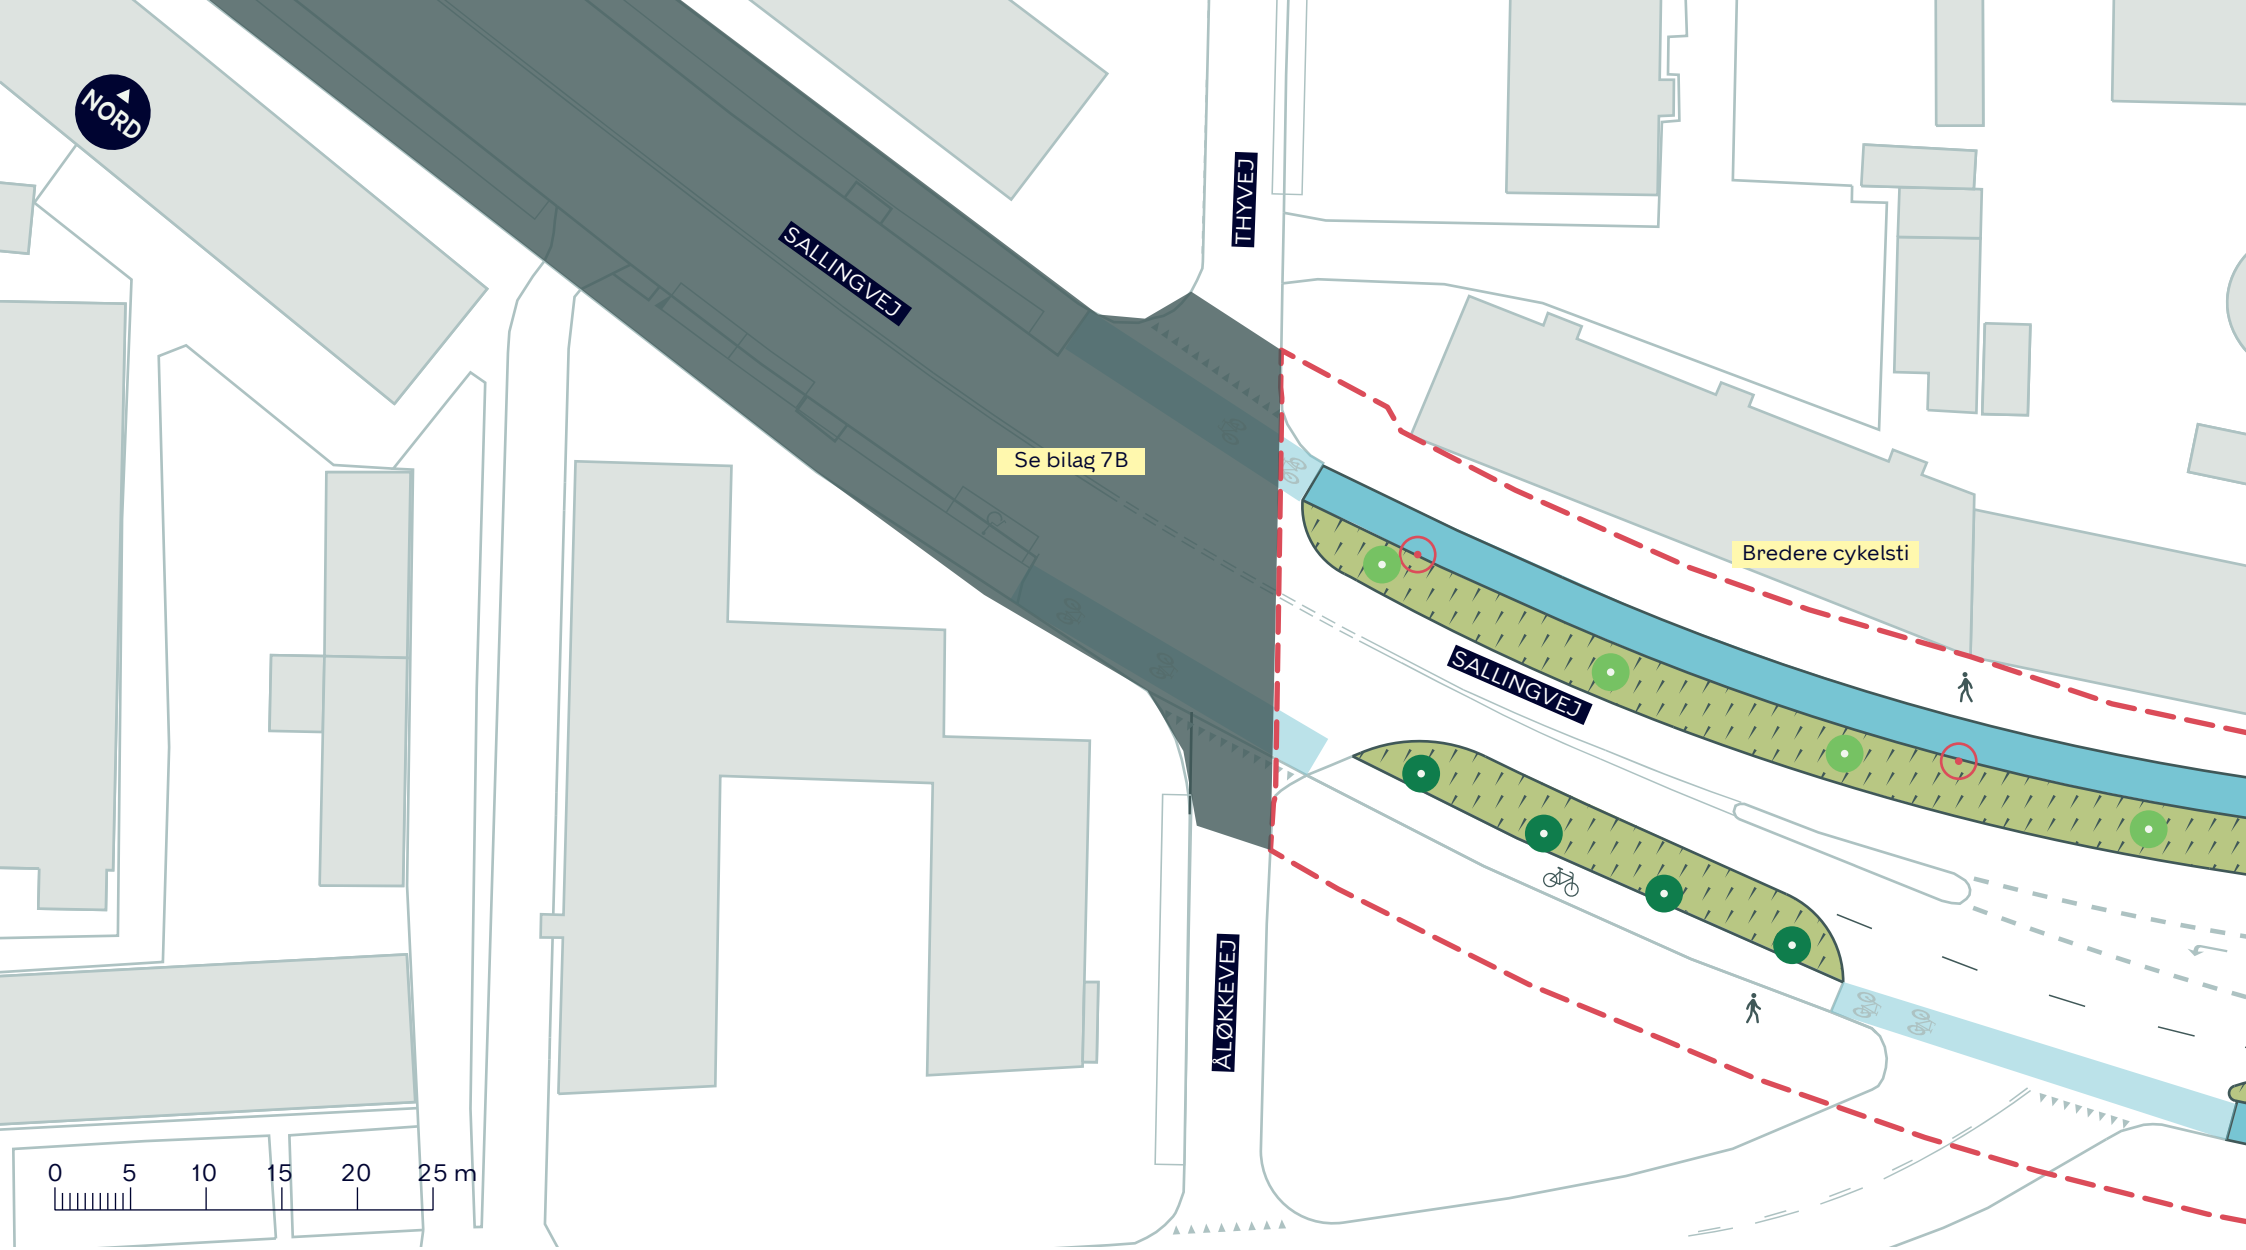 NORD
THYVEJ
SALLINGVEJ
Se bilag 7B
Bredere cykelsti
SALLINGVEJ
ÅLØKKEVEJ
0 5 10 15 20 25 m